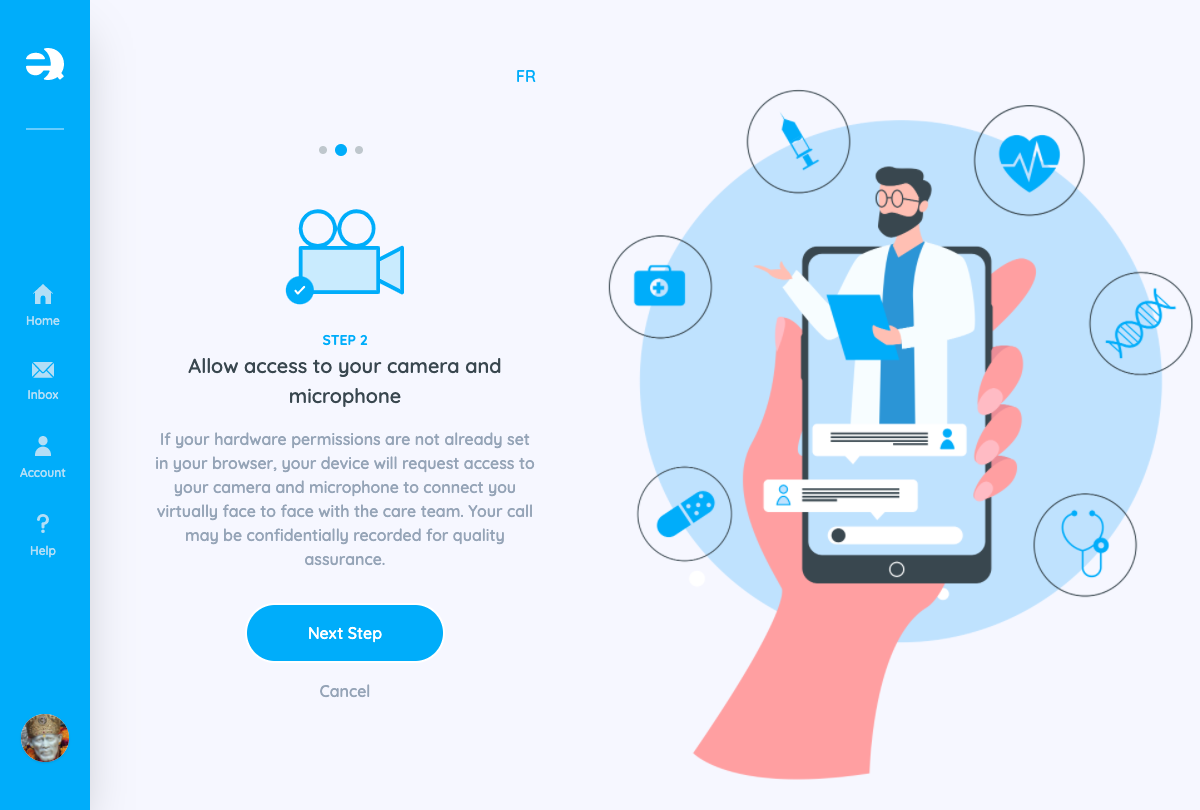 FR
Home
Inbox
Account
Help
STEP 2
Allow access to your camera and
microphone
If your hardware permissions are not already set
in your browser, your device will request access to
your camera and microphone to connect you
virtually face to face with the care team. Your call
may be confidentially recorded for quality
assurance.
Next Step
Cancel